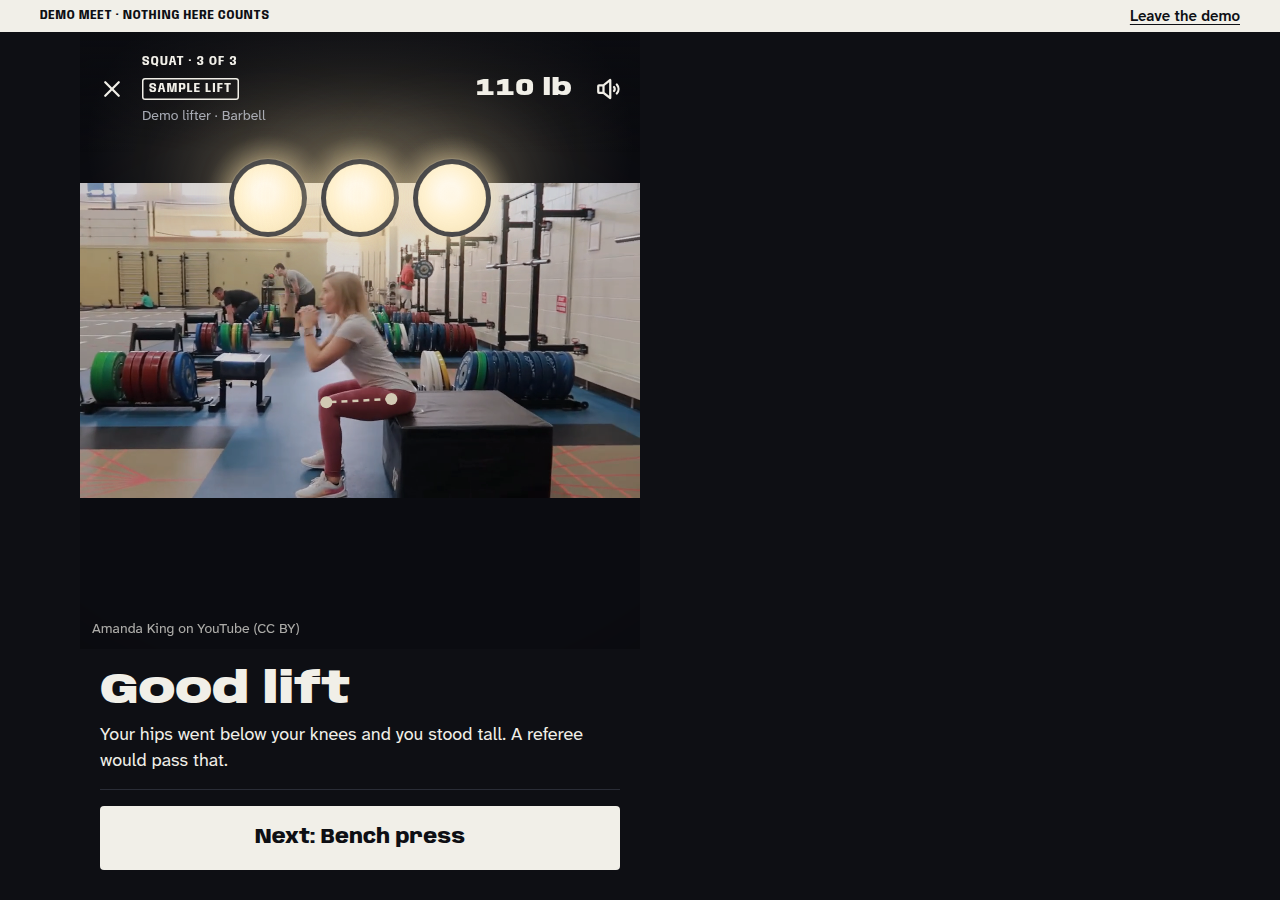 DEMO MEET · NOTHING HERE COUNTS
Leave the demo
SQUAT · 3 OF 3
SAMPLE LIFT
110 lb
Demo lifter · Barbell
Amanda King on YouTube (CC BY)
Good lift
Your hips went below your knees and you stood tall. A referee
would pass that.
Next: Bench press